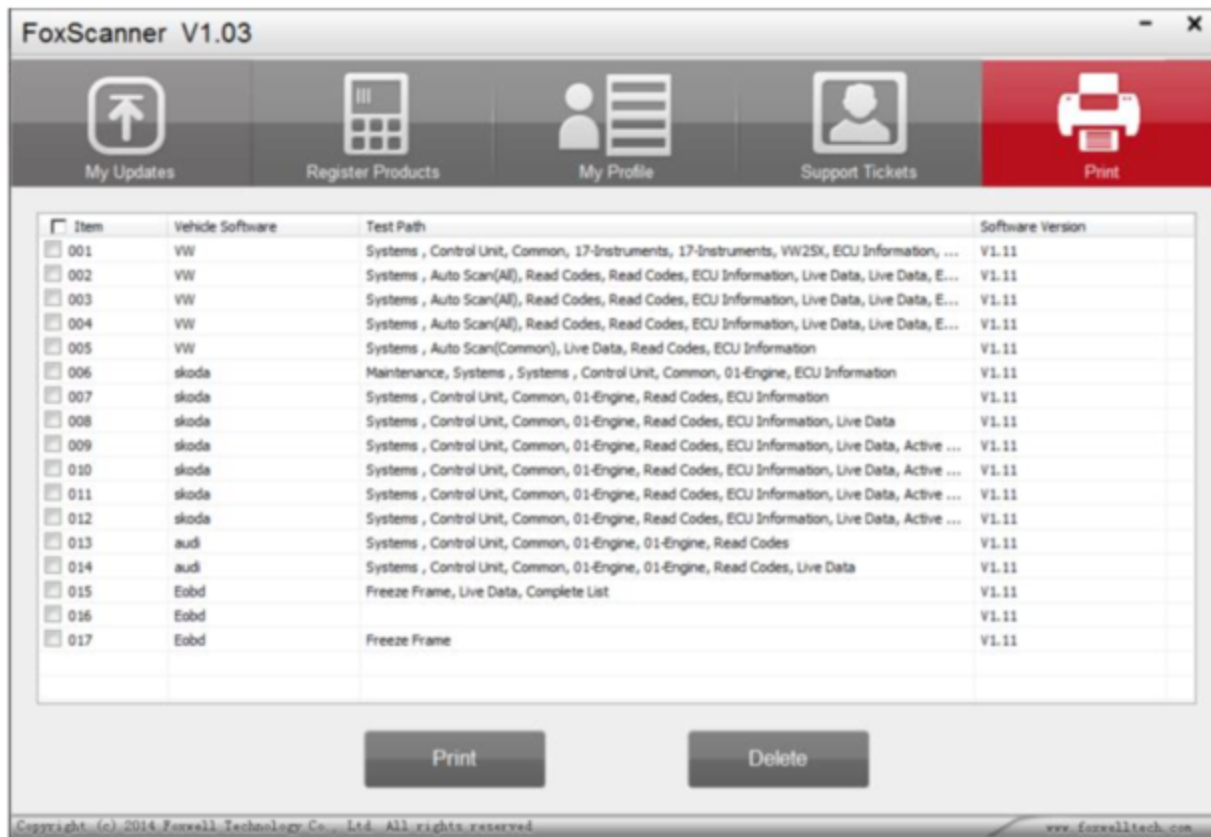 FoxScanner V1.03
My Updates Register Products My Profile Support Tickets Print
Item Vehicle Software Test Path Software Version
001 VW Systems , Control Unit, Common, 17-Instruments, 17-Instruments, VW25X, ECU Information, ... V1.11
002 VW Systems , Auto Scan(All), Read Codes, Read Codes, ECU Information, Live Data, Live Data, E... V1.11
003 VW Systems , Auto Scan(All), Read Codes, Read Codes, ECU Information, Live Data, Live Data, E... V1.11
004 VW Systems , Auto Scan(All), Read Codes, Read Codes, ECU Information, Live Data, Live Data, E... V1.11
005 VW Systems , Auto Scan(Common), Live Data, Read Codes, ECU Information V1.11
006 skoda Maintenance, Systems , Systems , Control Unit, Common, 01-Engine, ECU Information V1.11
007 skoda Systems , Control Unit, Common, 01-Engine, Read Codes, ECU Information V1.11
008 skoda Systems , Control Unit, Common, 01-Engine, Read Codes, ECU Information, Live Data V1.11
009 skoda Systems , Control Unit, Common, 01-Engine, Read Codes, ECU Information, Live Data, Active ... V1.11
010 skoda Systems , Control Unit, Common, 01-Engine, Read Codes, ECU Information, Live Data, Active ... V1.11
011 skoda Systems , Control Unit, Common, 01-Engine, Read Codes, ECU Information, Live Data, Active ... V1.11
012 skoda Systems , Control Unit, Common, 01-Engine, Read Codes, ECU Information, Live Data, Active ... V1.11
013 audi Systems , Control Unit, Common, 01-Engine, 01-Engine, Read Codes V1.11
014 audi Systems , Control Unit, Common, 01-Engine, 01-Engine, Read Codes, Live Data V1.11
015 Eobd Freeze Frame, Live Data, Complete List V1.11
016 Eobd V1.11
017 Eobd Freeze Frame V1.11
Print Delete
Copyright (c) 2014 Foxwell Technology Co., Ltd. All rights reserved www.foxwelltech.com